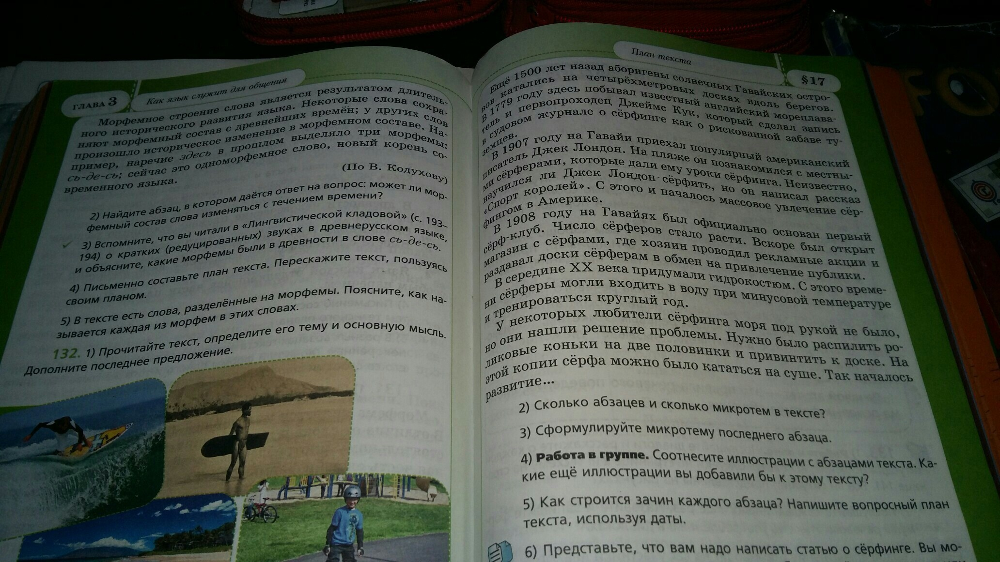 ГЛАВА 3
Как язык служит для общения
Морфемное строение слова является результатом длитель-
ного исторического развития языка. Некоторые слова сохра-
няют морфемный состав с древнейших времён; у других слов
произошло историческое изменение в морфемном составе. На-
пример, наречие здесь в прошлом выделяло три морфемы:
сь-де-сь; сейчас это одноморфемное слово, новый корень со-
временного языка.
(По В. Кодухову)
2) Найдите абзац, в котором даётся ответ на вопрос: может ли мор-
фемный состав слова изменяться с течением времени?
3) Вспомните, что вы читали в «Лингвистической кладовой» (с. 193–
194) о кратких (редуцированных) звуках в древнерусском языке,
и объясните, какие морфемы были в древности в слове сь-де-сь.
4) Письменно составьте план текста. Перескажите текст, пользуясь
своим планом.
5) В тексте есть слова, разделённые на морфемы. Поясните, как на-
зывается каждая из морфем в этих словах.
132. 1) Прочитайте текст, определите его тему и основную мысль.
Дополните последнее предложение.
План текста
§ 17
Ещё 1500 лет назад аборигены солнечных Гавайских остро-
вов катались на четырёхметровых досках вдоль берегов.
В 1779 году здесь побывал известный английский мореплава-
тель и первопроходец Джеймс Кук, который сделал запись
в судовом журнале о сёрфинге как о рискованной забаве ту-
земцев.
В 1907 году на Гавайи приехал популярный американский
писатель Джек Лондон. На пляже он познакомился с местны-
ми сёрферами, которые дали ему уроки сёрфинга. Неизвестно,
научился ли Джек Лондон сёрфить, но он написал рассказ
«Спорт королей». С этого и началось массовое увлечение сёр-
фингом в Америке.
В 1908 году на Гавайях был официально основан первый
сёрф-клуб. Число сёрферов стало расти. Вскоре был открыт
магазин с сёрфами, где хозяин проводил рекламные акции и
раздавал доски сёрферам в обмен на привлечение публики.
В середине XX века придумали гидрокостюм. С этого време-
ни сёрферы могли входить в воду при минусовой температуре
и тренироваться круглый год.
У некоторых любители сёрфинга моря под рукой не было,
но они нашли решение проблемы. Нужно было распилить ро-
ликовые коньки на две половинки и привинтить к доске. На
этой копии сёрфа можно было кататься на суше. Так началось
развитие...
2) Сколько абзацев и сколько микротем в тексте?
3) Сформулируйте микротему последнего абзаца.
4) Работа в группе. Соотнесите иллюстрации с абзацами текста. Ка-
кие ещё иллюстрации вы добавили бы к этому тексту?
5) Как строится зачин каждого абзаца? Напишите вопросный план
текста, используя даты.
6) Представьте, что вам надо написать статью о сёрфинге. Вы мо-